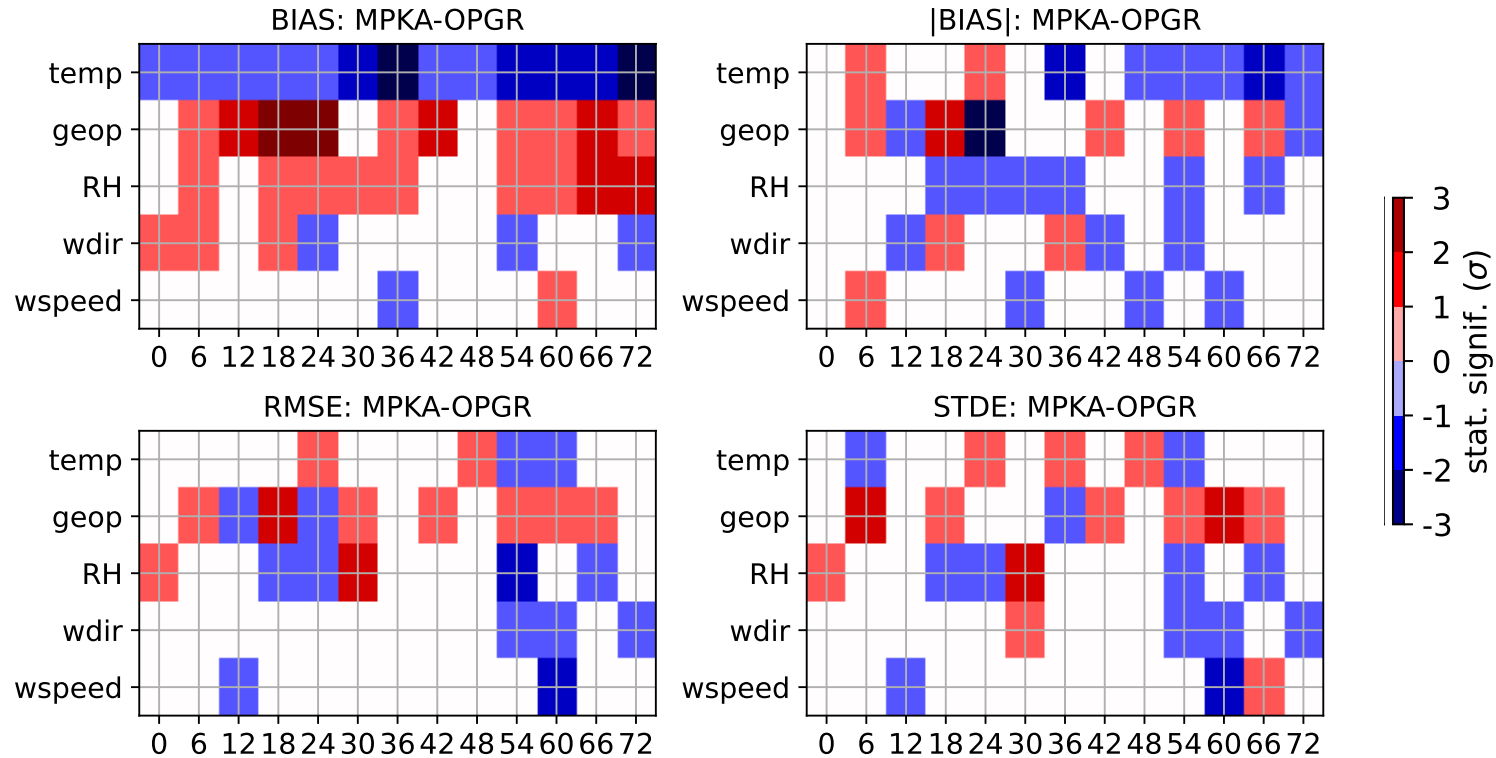 BIAS: MPKA-OPGR
temp
geop
RH
wdir
wspeed
0 6 12 18 24 30 36 42 48 54 60 66 72
|BIAS|: MPKA-OPGR
temp
geop
RH
wdir
wspeed
0 6 12 18 24 30 36 42 48 54 60 66 72
RMSE: MPKA-OPGR
temp
geop
RH
wdir
wspeed
0 6 12 18 24 30 36 42 48 54 60 66 72
STDE: MPKA-OPGR
temp
geop
RH
wdir
wspeed
0 6 12 18 24 30 36 42 48 54 60 66 72
3
2
1
0
-1
-2
-3
stat. signif. (σ)